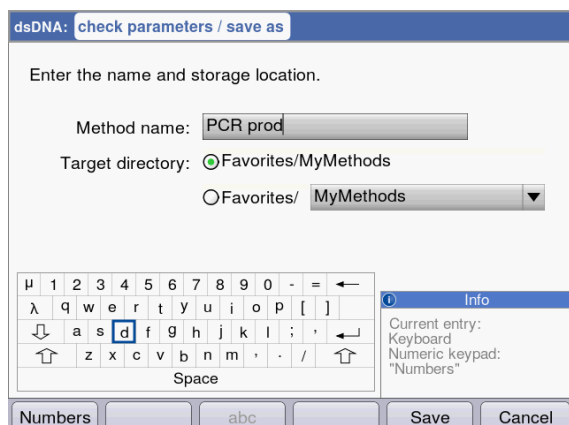 dsDNA: check parameters / save as
Enter the name and storage location.
Method name: PCR prod
Target directory: Favorites/MyMethods
Favorites/ MyMethods
µ 1 2 3 4 5 6 7 8 9 0 - =
λ q w e r t y u i o p [ ]
a s d f g h j k l ; '
z x c v b n m , . /
Space
Info
Current entry:
Keyboard
Numeric keypad:
"Numbers"
Numbers abc Save Cancel